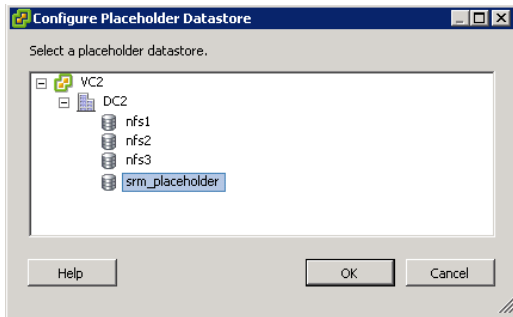 Configure Placeholder Datastore
Select a placeholder datastore.
VC2
DC2
nfs1
nfs2
nfs3
srm_placeholder
Help
OK
Cancel